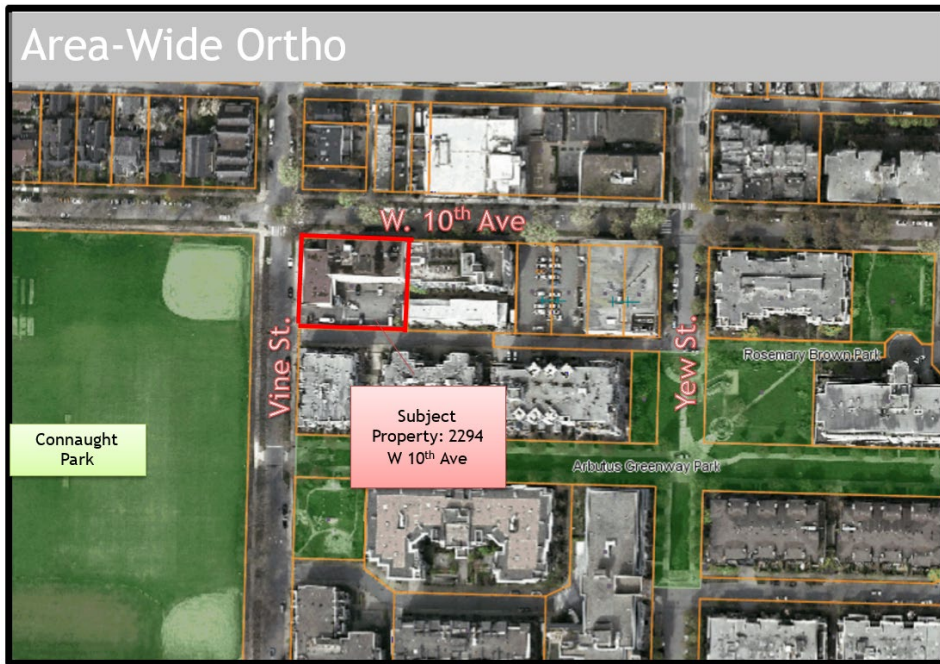 Area-Wide Ortho
W. 10th Ave
Vine St.
Yew St.
Rosemary Brown Park
Subject
Property: 2294
W 10th Ave
Connaught
Park
Arbutus Greenway Park